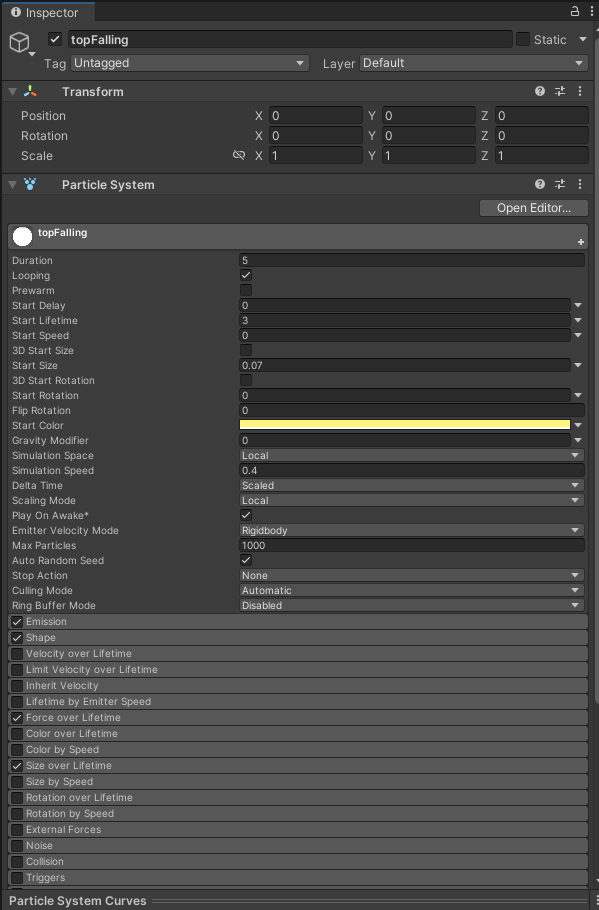 Inspector
topFalling Static
Tag Untagged Layer Default
Transform
Position X 0 Y 0 Z 0
Rotation X 0 Y 0 Z 0
Scale X 1 Y 1 Z 1
Particle System
Open Editor...
topFalling
Duration 5
Looping
Prewarm
Start Delay 0
Start Lifetime 3
Start Speed 0
3D Start Size
Start Size 0.07
3D Start Rotation
Start Rotation 0
Flip Rotation 0
Start Color
Gravity Modifier 0
Simulation Space Local
Simulation Speed 0.4
Delta Time Scaled
Scaling Mode Local
Play On Awake*
Emitter Velocity Mode Rigidbody
Max Particles 1000
Auto Random Seed
Stop Action None
Culling Mode Automatic
Ring Buffer Mode Disabled
Emission
Shape
Velocity over Lifetime
Limit Velocity over Lifetime
Inherit Velocity
Lifetime by Emitter Speed
Force over Lifetime
Color over Lifetime
Color by Speed
Size over Lifetime
Size by Speed
Rotation over Lifetime
Rotation by Speed
External Forces
Noise
Collision
Triggers
Particle System Curves